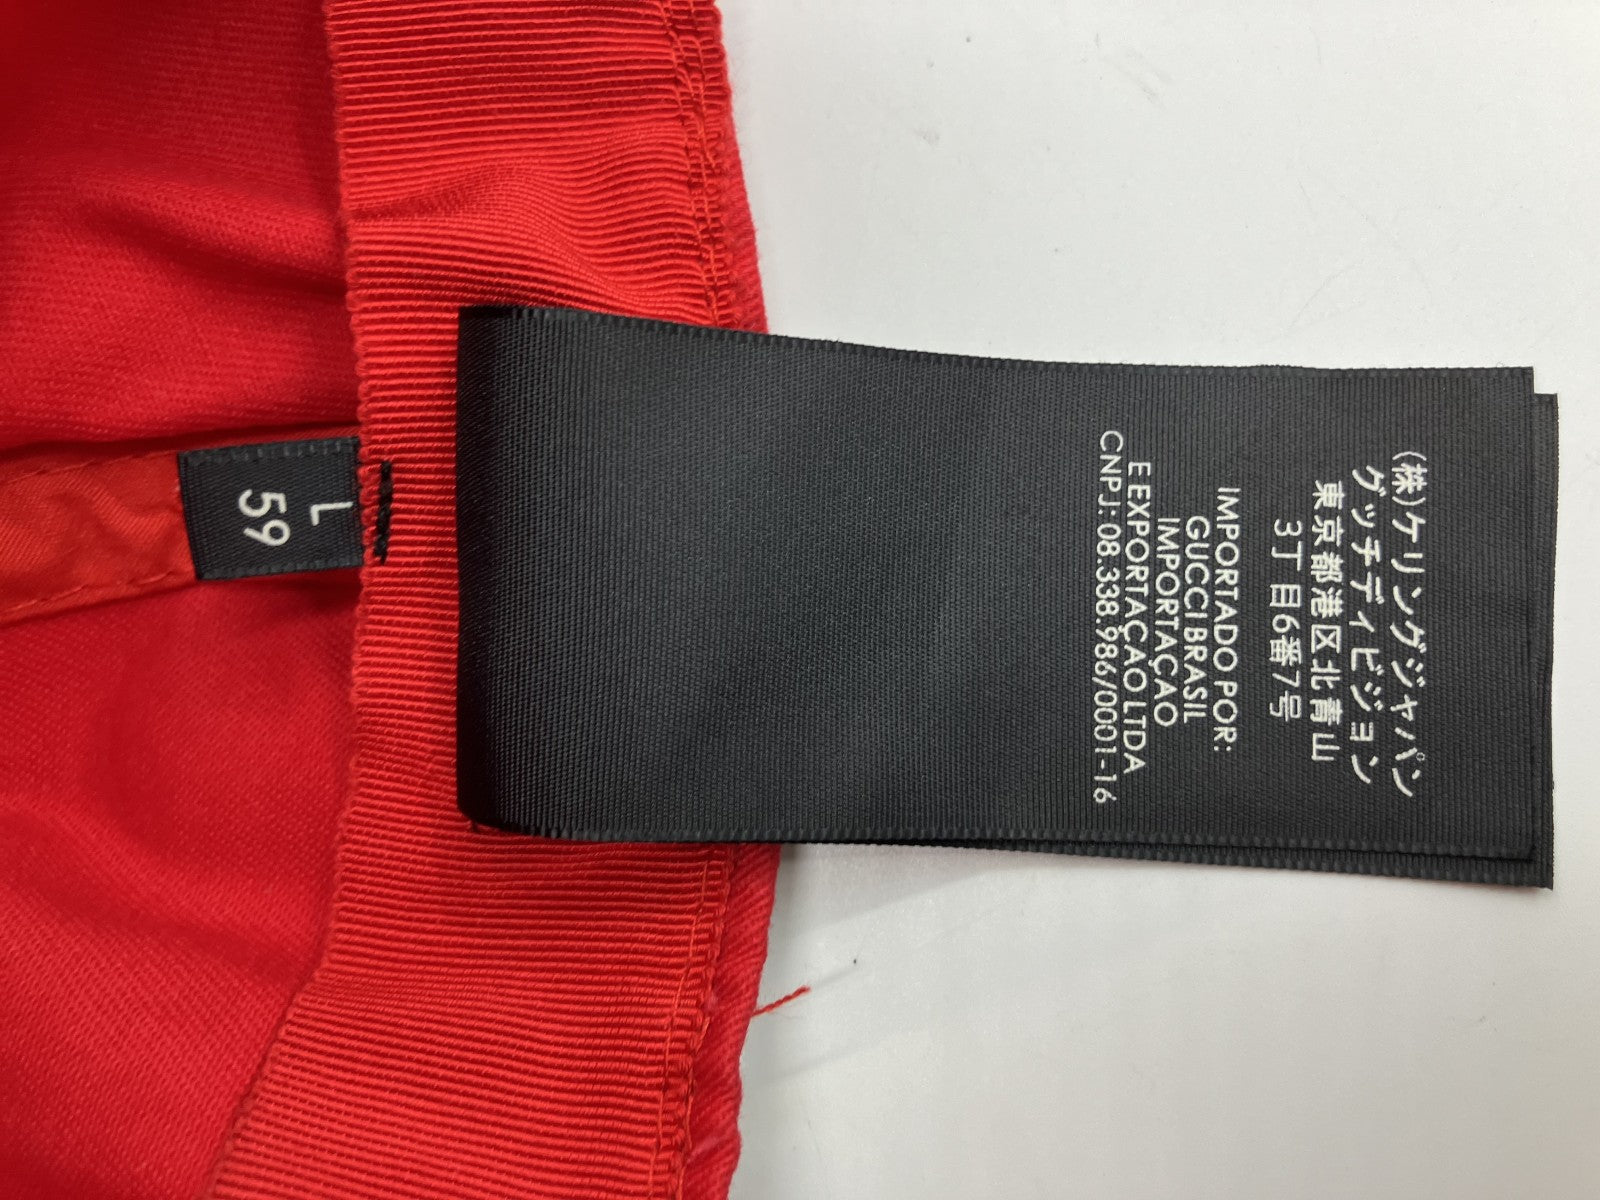 L
59
(株)ケリングジャパン
グッチディビジョン
東京都港区北青山
3丁目6番7号
IMPORTADO POR:
GUCCI BRASIL
IMPORTAÇAO
E EXPORTAÇAO LTDA
CNPJ: 08.338.986/0001-16